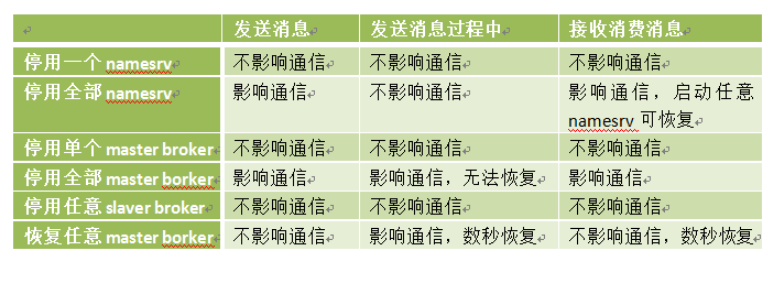 发送消息 发送消息过程中 接收消费消息
停用一个 namesrv 不影响通信 不影响通信 不影响通信
停用全部 namesrv 影响通信 不影响通信 影响通信，启动任意
namesrv 可恢复
停用单个 master broker 不影响通信 不影响通信 不影响通信
停用全部 master borker 影响通信 影响通信，无法恢复 影响通信
停用任意 slaver broker 不影响通信 不影响通信 不影响通信
恢复任意 master borker 不影响通信 影响通信，数秒恢复 不影响通信，数秒恢复